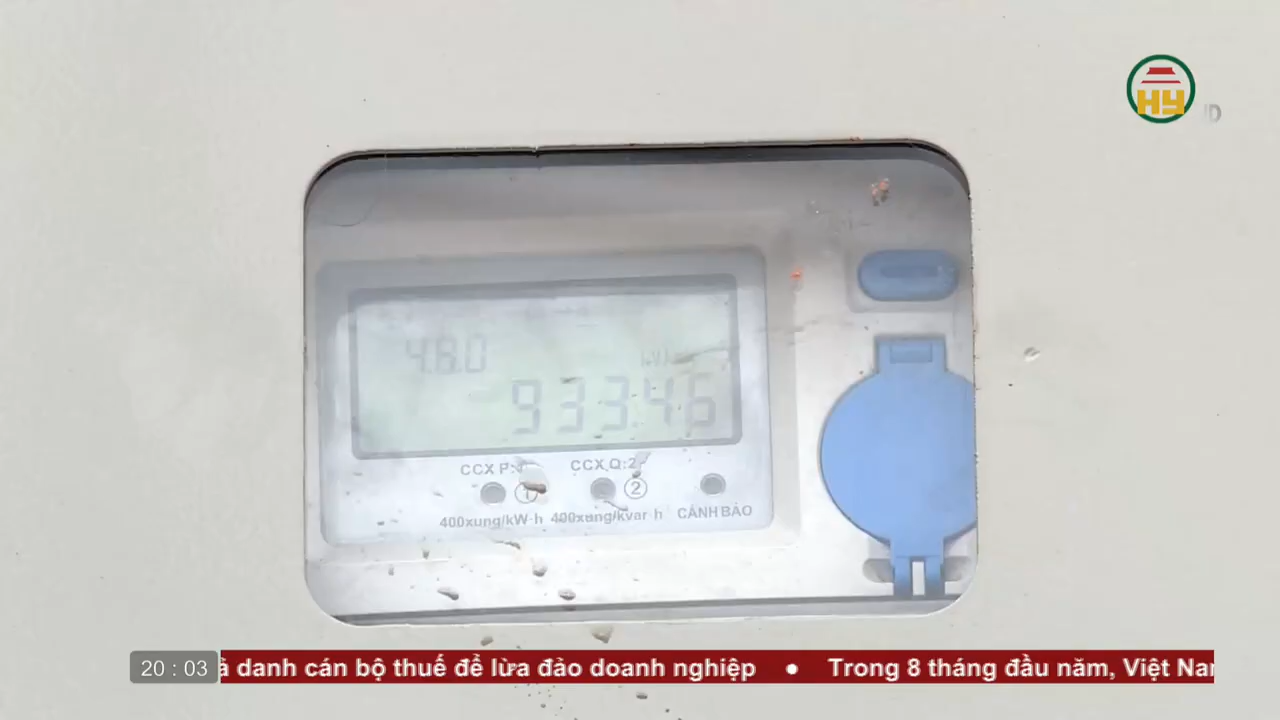 HY
4.8.0
933.46
CCX P:1
CCX Q:2
1
2
400xung/kW·h
400xung/kvar·h
CẢNH BÁO
20 : 03
danh cán bộ thuế để lừa đảo doanh nghiệp • Trong 8 tháng đầu năm, Việt